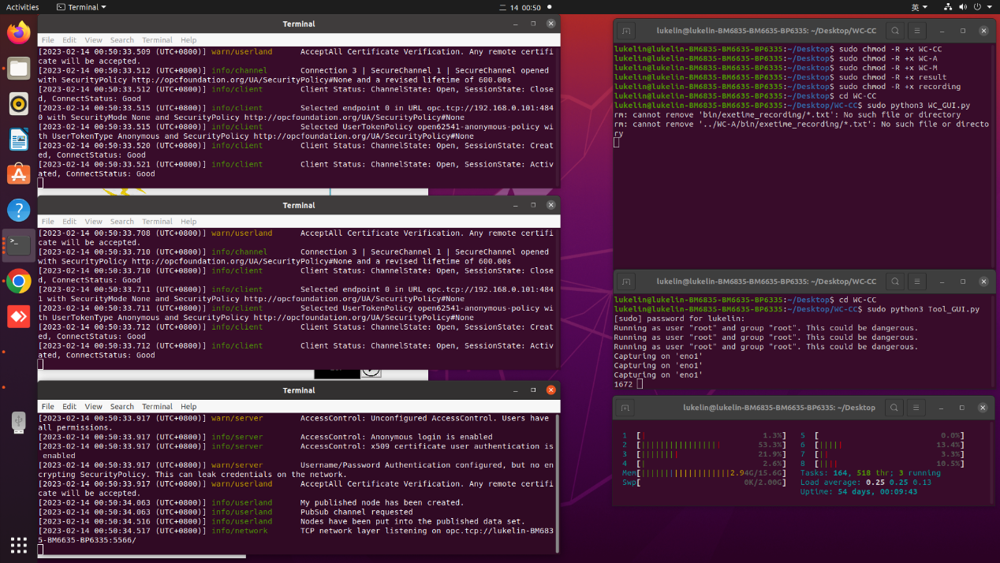 Activities
Terminal
二 14 00:50
英
Terminal
File Edit View Search Terminal Help
[2023-02-14 00:50:33.509 (UTC+0800)] warn/userland AcceptAll Certificate Verification. Any remote certifi
cate will be accepted.
[2023-02-14 00:50:33.512 (UTC+0800)] info/channel Connection 3 | SecureChannel 1 | SecureChannel opened
with SecurityPolicy http://opcfoundation.org/UA/SecurityPolicy#None and a revised lifetime of 600.00s
[2023-02-14 00:50:33.512 (UTC+0800)] info/client Client Status: ChannelState: Open, SessionState: Close
d, ConnectStatus: Good
[2023-02-14 00:50:33.515 (UTC+0800)] info/client Selected endpoint 0 in URL opc.tcp://192.168.0.101:484
0 with SecurityMode None and SecurityPolicy http://opcfoundation.org/UA/SecurityPolicy#None
[2023-02-14 00:50:33.515 (UTC+0800)] info/client Selected UserTokenPolicy open62541-anonymous-policy wi
th UserTokenType Anonymous and SecurityPolicy http://opcfoundation.org/UA/SecurityPolicy#None
[2023-02-14 00:50:33.520 (UTC+0800)] info/client Client Status: ChannelState: Open, SessionState: Creat
ed, ConnectStatus: Good
[2023-02-14 00:50:33.521 (UTC+0800)] info/client Client Status: ChannelState: Open, SessionState: Activ
ated, ConnectStatus: Good
Terminal
File Edit View Search Terminal Help
[2023-02-14 00:50:33.708 (UTC+0800)] warn/userland AcceptAll Certificate Verification. Any remote certifi
cate will be accepted.
[2023-02-14 00:50:33.710 (UTC+0800)] info/channel Connection 3 | SecureChannel 1 | SecureChannel opened
with SecurityPolicy http://opcfoundation.org/UA/SecurityPolicy#None and a revised lifetime of 600.00s
[2023-02-14 00:50:33.710 (UTC+0800)] info/client Client Status: ChannelState: Open, SessionState: Close
d, ConnectStatus: Good
[2023-02-14 00:50:33.711 (UTC+0800)] info/client Selected endpoint 0 in URL opc.tcp://192.168.0.101:484
1 with SecurityMode None and SecurityPolicy http://opcfoundation.org/UA/SecurityPolicy#None
[2023-02-14 00:50:33.711 (UTC+0800)] info/client Selected UserTokenPolicy open62541-anonymous-policy wi
th UserTokenType Anonymous and SecurityPolicy http://opcfoundation.org/UA/SecurityPolicy#None
[2023-02-14 00:50:33.712 (UTC+0800)] info/client Client Status: ChannelState: Open, SessionState: Creat
ed, ConnectStatus: Good
[2023-02-14 00:50:33.712 (UTC+0800)] info/client Client Status: ChannelState: Open, SessionState: Activ
ated, ConnectStatus: Good
Terminal
File Edit View Search Terminal Help
[2023-02-14 00:50:33.917 (UTC+0800)] warn/server AccessControl: Unconfigured AccessControl. Users have
all permissions.
[2023-02-14 00:50:33.917 (UTC+0800)] info/server AccessControl: Anonymous login is enabled
[2023-02-14 00:50:33.917 (UTC+0800)] info/server AccessControl: x509 certificate user authentication is
enabled
[2023-02-14 00:50:33.917 (UTC+0800)] warn/server Username/Password Authentication configured, but no en
crypting SecurityPolicy. This can leak credentials on the network.
[2023-02-14 00:50:33.917 (UTC+0800)] warn/userland AcceptAll Certificate Verification. Any remote certifi
cate will be accepted.
[2023-02-14 00:50:34.063 (UTC+0800)] info/userland My published node has been created.
[2023-02-14 00:50:34.063 (UTC+0800)] info/userland PubSub channel requested
[2023-02-14 00:50:34.516 (UTC+0800)] info/userland Nodes have been put into the published data set.
[2023-02-14 00:50:34.517 (UTC+0800)] info/network TCP network layer listening on opc.tcp://lukelin-BM683
5-BM6635-BP6335:5566/
lukelin@lukelin-BM6835-BM6635-BP6335: ~/Desktop/WC-CC
lukelin@lukelin-BM6835-BM6635-BP6335:~/Desktop$ sudo chmod -R +x WC-CC
lukelin@lukelin-BM6835-BM6635-BP6335:~/Desktop$ sudo chmod -R +x WC-A
lukelin@lukelin-BM6835-BM6635-BP6335:~/Desktop$ sudo chmod -R +x WC-M
lukelin@lukelin-BM6835-BM6635-BP6335:~/Desktop$ sudo chmod -R +x result
lukelin@lukelin-BM6835-BM6635-BP6335:~/Desktop$ sudo chmod -R +x recording
lukelin@lukelin-BM6835-BM6635-BP6335:~/Desktop$ cd WC-CC
lukelin@lukelin-BM6835-BM6635-BP6335:~/Desktop/WC-CC$ sudo python3 WC_GUI.py
rm: cannot remove 'bin/exetime_recording/*.txt': No such file or directory
rm: cannot remove '../WC-A/bin/exetime_recording/*.txt': No such file or directo
ry
lukelin@lukelin-BM6835-BM6635-BP6335: ~/Desktop/WC-CC
lukelin@lukelin-BM6835-BM6635-BP6335:~/Desktop$ cd WC-CC
lukelin@lukelin-BM6835-BM6635-BP6335:~/Desktop/WC-CC$ sudo python3 Tool_GUI.py
[sudo] password for lukelin:
Running as user "root" and group "root". This could be dangerous.
Running as user "root" and group "root". This could be dangerous.
Running as user "root" and group "root". This could be dangerous.
Capturing on 'eno1'
Capturing on 'eno1'
Capturing on 'eno1'
1672
lukelin@lukelin-BM6835-BM6635-BP6335: ~/Desktop
1 [| 1.3%] 5 [ 0.0%]
2 [||||||||||||||||||| 53.3%] 6 [||||| 13.4%]
3 [||||||||| 21.9%] 7 [|| 3.3%]
4 [| 2.6%] 8 [|||| 10.5%]
Mem[||||||||||||||||||||||2.94G/15.6G] Tasks: 164, 518 thr; 3 running
Swp[ 0K/2.00G] Load average: 0.25 0.25 0.13
Uptime: 54 days, 00:09:43